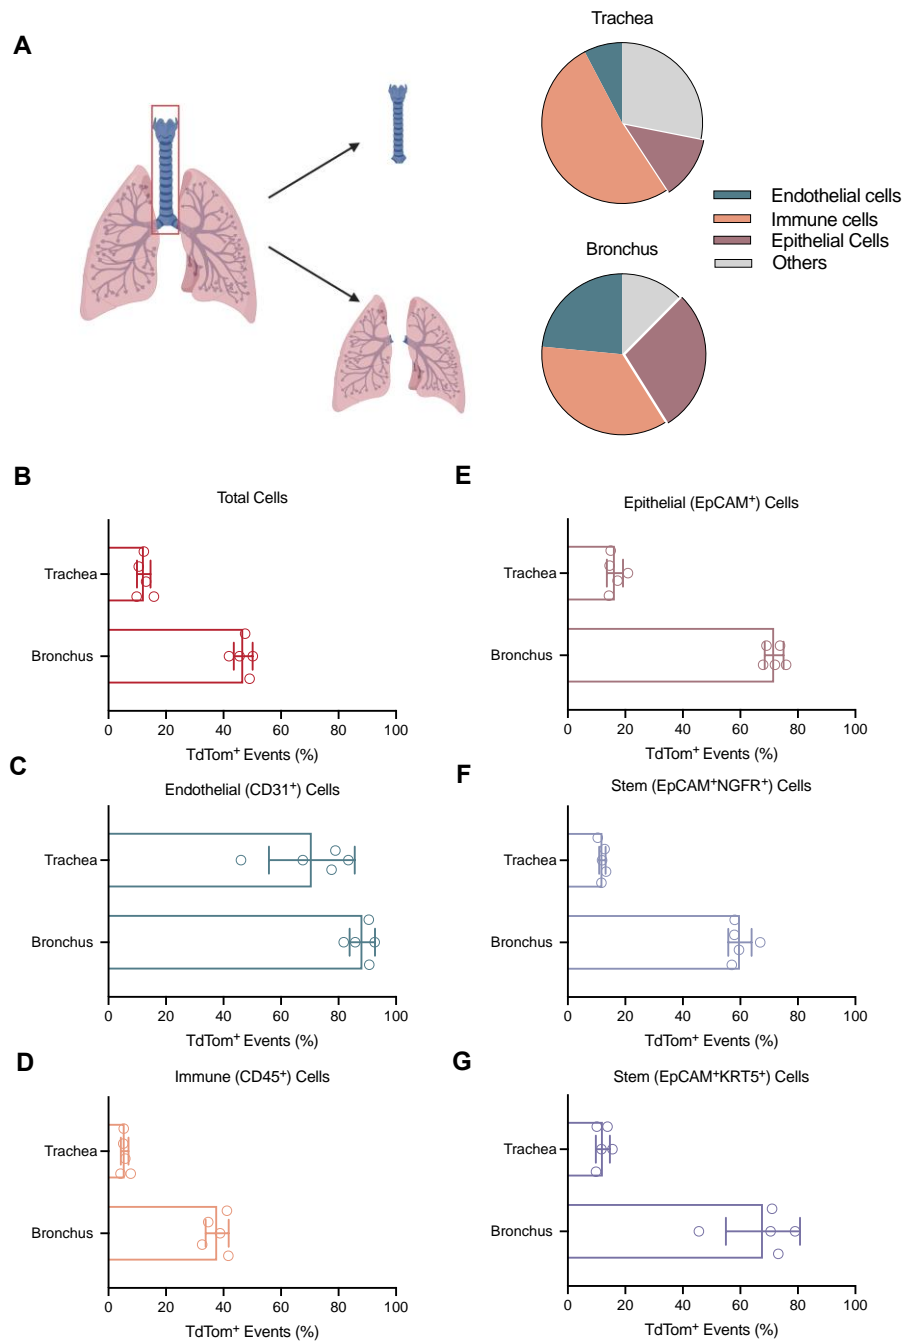 A
Trachea
Endothelial cells
Immune cells
Epithelial Cells
Others
Bronchus
B
Total Cells
Trachea
Bronchus
0 20 40 60 80 100
TdTom⁺ Events (%)
E
Epithelial (EpCAM⁺) Cells
Trachea
Bronchus
0 20 40 60 80 100
TdTom⁺ Events (%)
C
Endothelial (CD31⁺) Cells
Trachea
Bronchus
0 20 40 60 80 100
TdTom⁺ Events (%)
F
Stem (EpCAM⁺NGFR⁺) Cells
Trachea
Bronchus
0 20 40 60 80 100
TdTom⁺ Events (%)
D
Immune (CD45⁺) Cells
Trachea
Bronchus
0 20 40 60 80 100
TdTom⁺ Events (%)
G
Stem (EpCAM⁺KRT5⁺) Cells
Trachea
Bronchus
0 20 40 60 80 100
TdTom⁺ Events (%)